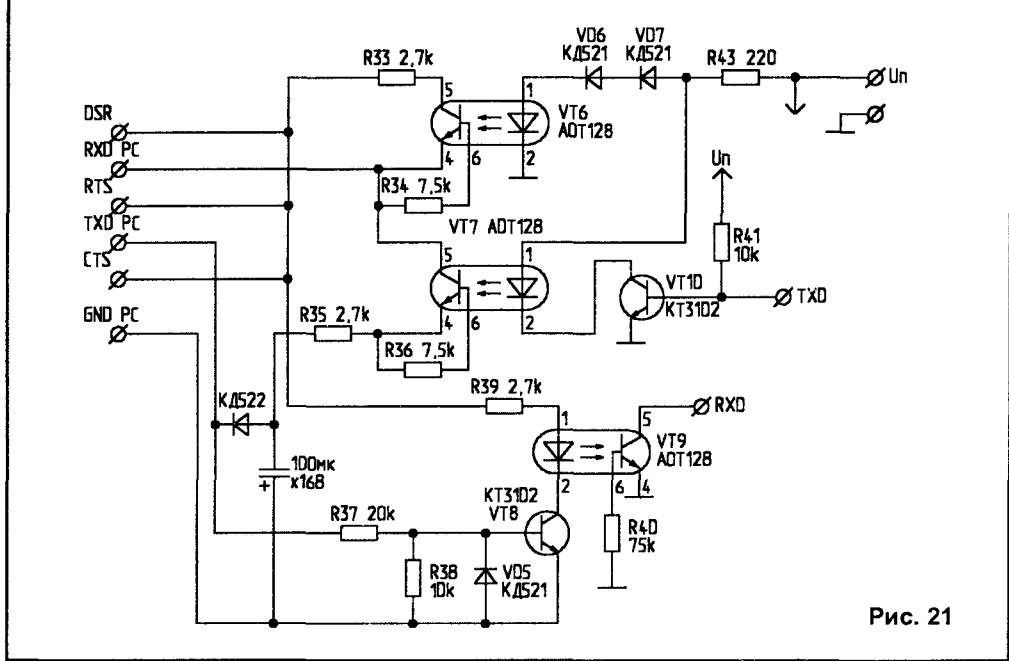 VD6 VD7
КД521 КД521
R33 2,7k
R43 220
Uп
5
1
VT6
АОТ128
4
6
2
DSR
RXD PC
RTS
TXD PC
CTS
GND PC
R34 7,5k
VT7 АОТ128
Uп
R41
10k
5
1
VT10
КТ3102
TXD
R35 2,7k
4
6
2
R36 7,5k
R39 2,7k
КД522
1
5
RXD
VT9
АОТ128
100мк
+ х16В
2
6
4
КТ3102
VT8
R37 20k
R40
75k
R38
10k
VD5
КД521
Рис. 21